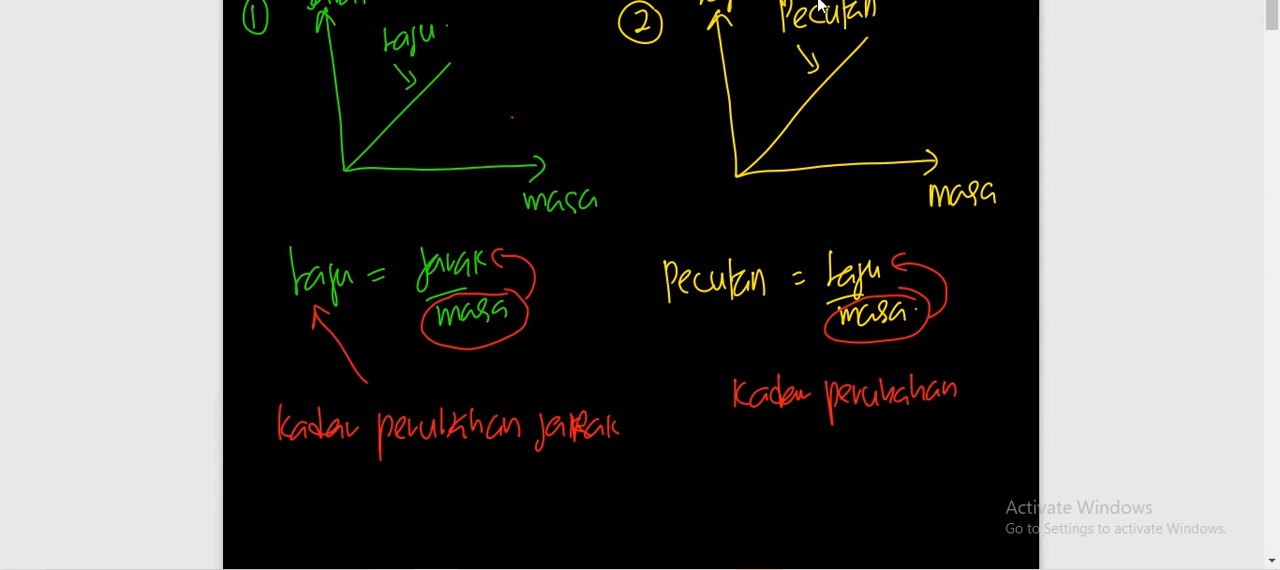 ①
②
Pecutan
laju
masa
masa
laju = jarak
masa
Pecutan = laju
masa
kadar perubahan
kadar perubahan jarak
Activate Windows
Go to Settings to activate Windows.